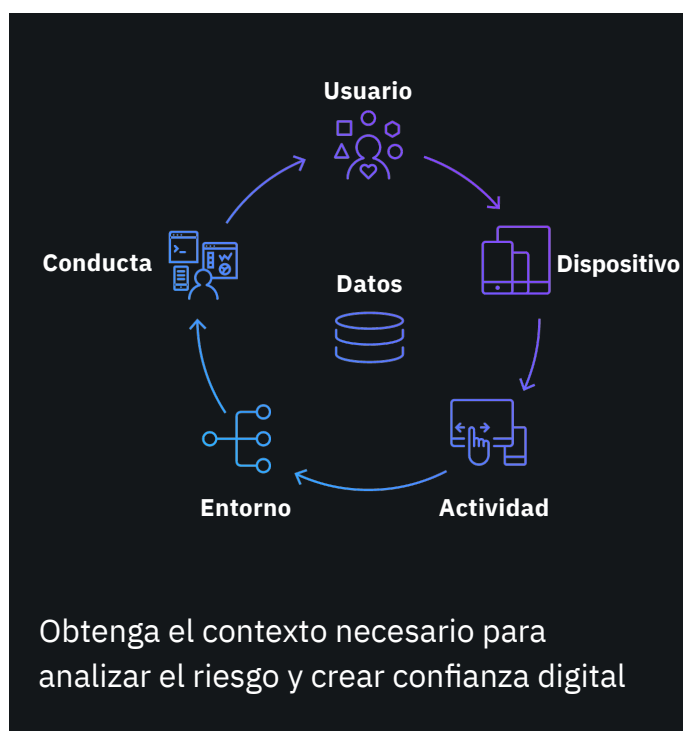 Usuario
Conducta
Dispositivo
Datos
Entorno
Actividad
Obtenga el contexto necesario para
analizar el riesgo y crear confianza digital